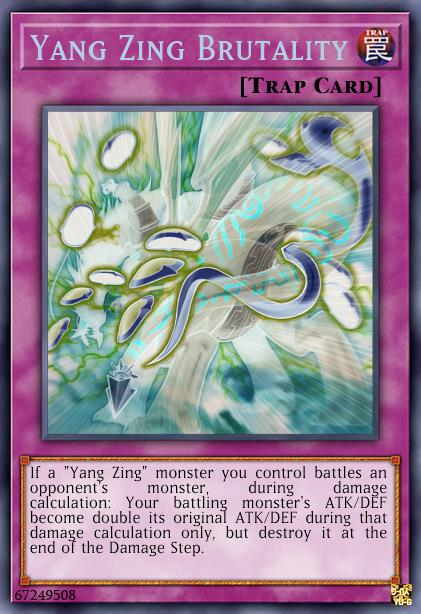 Yang Zing Brutality
TRAP
罠
[Trap Card]
If a "Yang Zing" monster you control battles an
opponent's monster, during damage
calculation: Your battling monster's ATK/DEF
become double its original ATK/DEF during that
damage calculation only, but destroy it at the
end of the Damage Step.
67249508